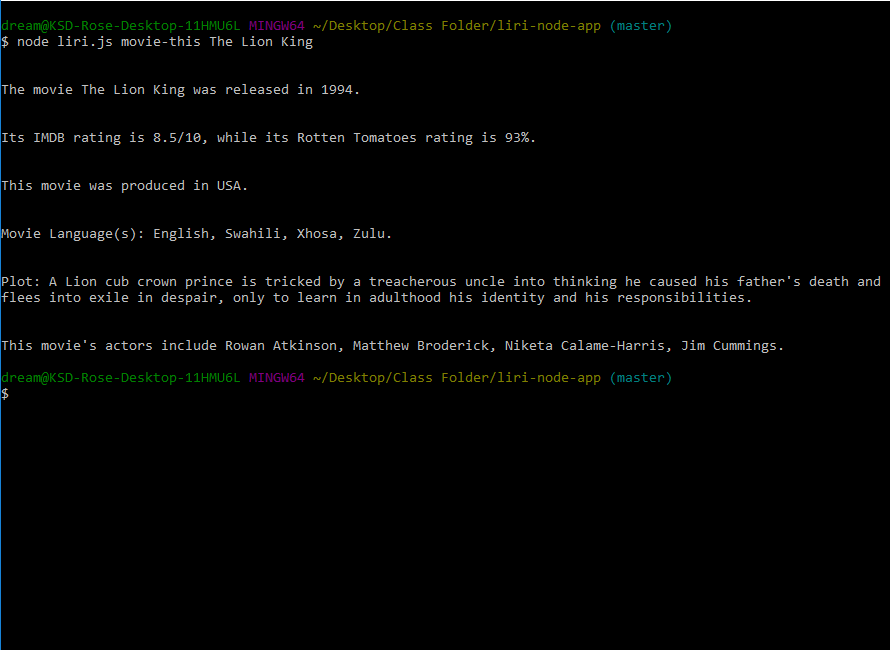 dream@KSD-Rose-Desktop-11HMU6L MINGW64 ~/Desktop/Class Folder/liri-node-app (master)
$ node liri.js movie-this The Lion King
The movie The Lion King was released in 1994.
Its IMDB rating is 8.5/10, while its Rotten Tomatoes rating is 93%.
This movie was produced in USA.
Movie Language(s): English, Swahili, Xhosa, Zulu.
Plot: A Lion cub crown prince is tricked by a treacherous uncle into thinking he caused his father's death and
flees into exile in despair, only to learn in adulthood his identity and his responsibilities.
This movie's actors include Rowan Atkinson, Matthew Broderick, Niketa Calame-Harris, Jim Cummings.
dream@KSD-Rose-Desktop-11HMU6L MINGW64 ~/Desktop/Class Folder/liri-node-app (master)
$